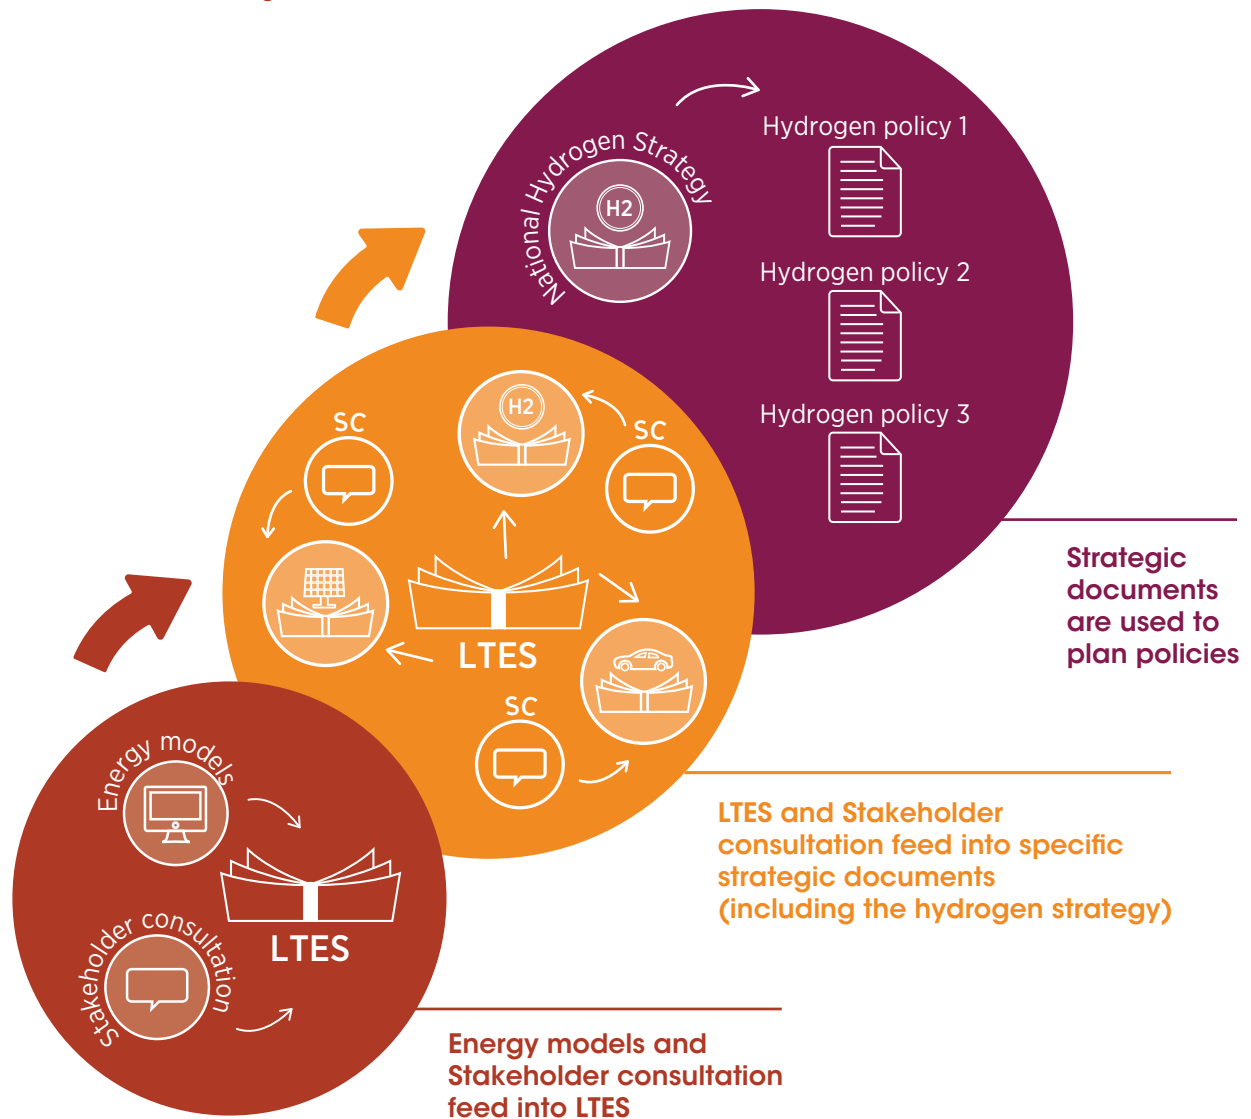 National Hydrogen Strategy
H2
Hydrogen policy 1
Hydrogen policy 2
Hydrogen policy 3
Strategic
documents
are used to
plan policies
H2
SC
SC
LTES
SC
LTES and Stakeholder
consultation feed into specific
strategic documents
(including the hydrogen strategy)
Energy models
Stakeholder consultation
LTES
Energy models and
Stakeholder consultation
feed into LTES